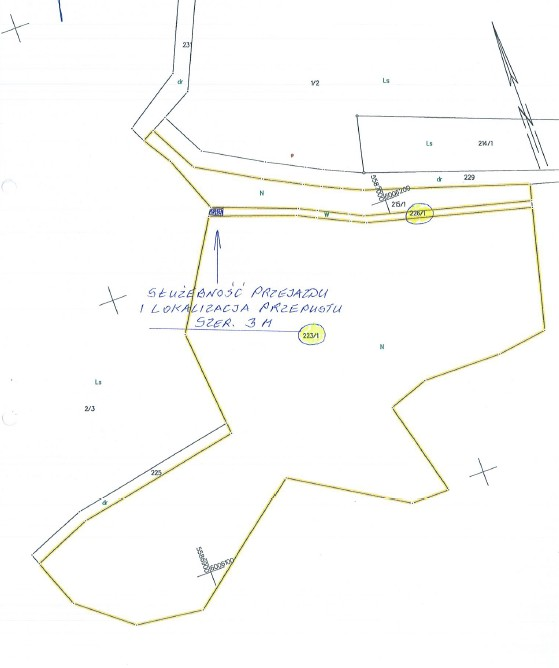 231
dr
1/2
Ls
Ls
214/1
dr
229
N
215/1
W
226/1
SŁUŻEBNOŚĆ PRZEJAZDU
I LOKALIZACJA PRZEPUSTU
SZER. 3 M
223/1
N
Ls
2/3
225
dr